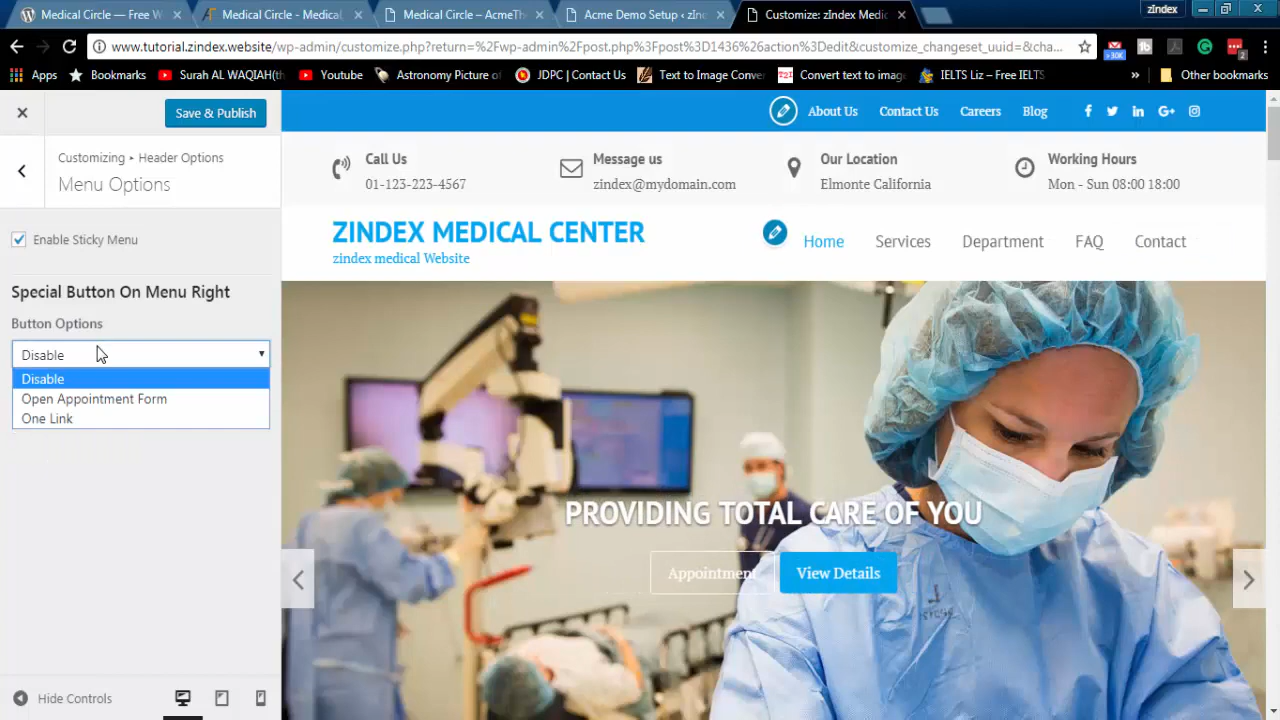 Medical Circle – Free W
Medical Circle - Medical
Medical Circle – AcmeTh
Acme Demo Setup ‹ zin
Customize: zIndex Medic
zIndex
www.tutorial.zindex.website/wp-admin/customize.php?return=%2Fwp-admin%2Fpost.php%3Fpost%3D1436%26action%3Dedit&customize_changeset_uuid=&cha...
>30K
2
Apps
Bookmarks
Surah AL WAQIAH(th
Youtube
Astronomy Picture of
JDPC | Contact Us
Text to Image Conver
T2I
Convert text to imag
IELTS Liz – Free IELTS
»
Other bookmarks
Save & Publish
Customizing ▸ Header Options
Menu Options
Enable Sticky Menu
Special Button On Menu Right
Button Options
Disable
Disable
Open Appointment Form
One Link
Hide Controls
About Us
Contact Us
Careers
Blog
Call Us
01-123-223-4567
Message us
zindex@mydomain.com
Our Location
Elmonte California
Working Hours
Mon - Sun 08:00 18:00
ZINDEX MEDICAL CENTER
zindex medical Website
Home
Services
Department
FAQ
Contact
PROVIDING TOTAL CARE OF YOU
Appointment
View Details